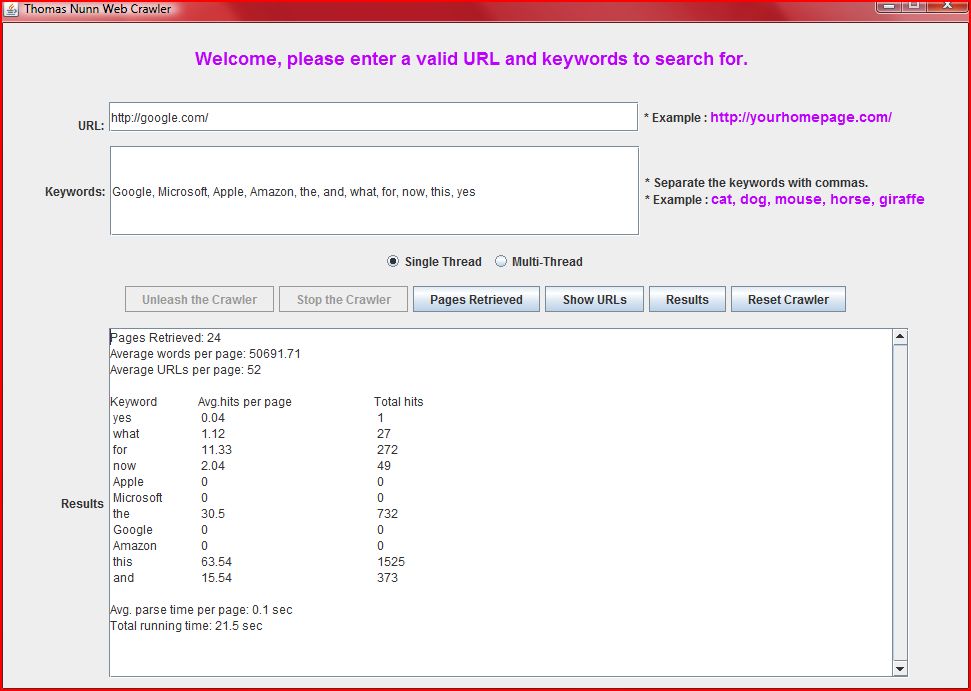 Thomas Nunn Web Crawler
Welcome, please enter a valid URL and keywords to search for.
URL: http://google.com/ * Example : http://yourhomepage.com/
Keywords: Google, Microsoft, Apple, Amazon, the, and, what, for, now, this, yes
* Separate the keywords with commas.
* Example : cat, dog, mouse, horse, giraffe
Single Thread Multi-Thread
Unleash the Crawler Stop the Crawler Pages Retrieved Show URLs Results Reset Crawler
Results
Pages Retrieved: 24
Average words per page: 50691.71
Average URLs per page: 52
Keyword Avg.hits per page Total hits
yes 0.04 1
what 1.12 27
for 11.33 272
now 2.04 49
Apple 0 0
Microsoft 0 0
the 30.5 732
Google 0 0
Amazon 0 0
this 63.54 1525
and 15.54 373
Avg. parse time per page: 0.1 sec
Total running time: 21.5 sec